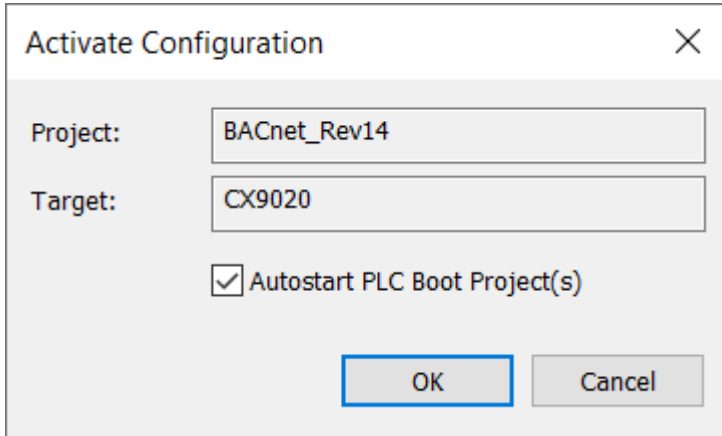 Activate Configuration
Project: BACnet_Rev14
Target: CX9020
Autostart PLC Boot Project(s)
OK Cancel